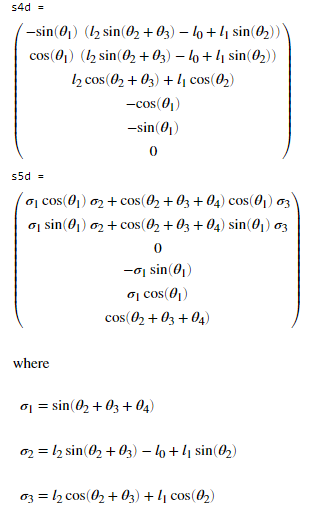 s4d =
−sin(θ₁) (l₂ sin(θ₂ + θ₃) − l₀ + l₁ sin(θ₂))
cos(θ₁) (l₂ sin(θ₂ + θ₃) − l₀ + l₁ sin(θ₂))
l₂ cos(θ₂ + θ₃) + l₁ cos(θ₂)
−cos(θ₁)
−sin(θ₁)
0
s5d =
σ₁ cos(θ₁) σ₂ + cos(θ₂ + θ₃ + θ₄) cos(θ₁) σ₃
σ₁ sin(θ₁) σ₂ + cos(θ₂ + θ₃ + θ₄) sin(θ₁) σ₃
0
−σ₁ sin(θ₁)
σ₁ cos(θ₁)
cos(θ₂ + θ₃ + θ₄)
where
σ₁ = sin(θ₂ + θ₃ + θ₄)
σ₂ = l₂ sin(θ₂ + θ₃) − l₀ + l₁ sin(θ₂)
σ₃ = l₂ cos(θ₂ + θ₃) + l₁ cos(θ₂)